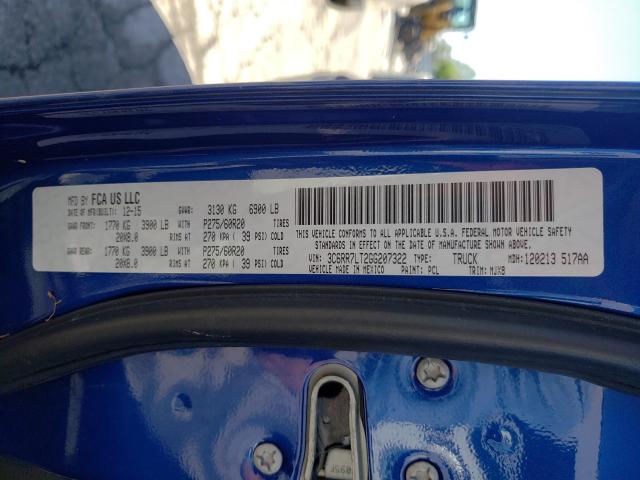 MFD BY FCA US LLC
DATE OF MFR(BUILT): 12-15 GVWR: 3130 KG 6900 LB
GAWR FRONT: 1770 KG 3900 LB P275/60R20 TIRES
20X8.0 RIMS AT 270 KPA ( 39 PSI) COLD
GAWR REAR: 1770 KG 3900 LB P275/60R20 TIRES
20X8.0 RIMS AT 270 KPA ( 39 PSI) COLD
THIS VEHICLE CONFORMS TO ALL APPLICABLE U.S.A. FEDERAL MOTOR VEHICLE SAFETY
STANDARDS IN EFFECT ON THE DATE OF MANUFACTURE SHOWN ABOVE.
VIN: 3C6RR7LT2GG207322 TYPE: TRUCK MDH: 120213 517AA
VEHICLE MADE IN MEXICO PAINT: PCL TRIM: MJX8